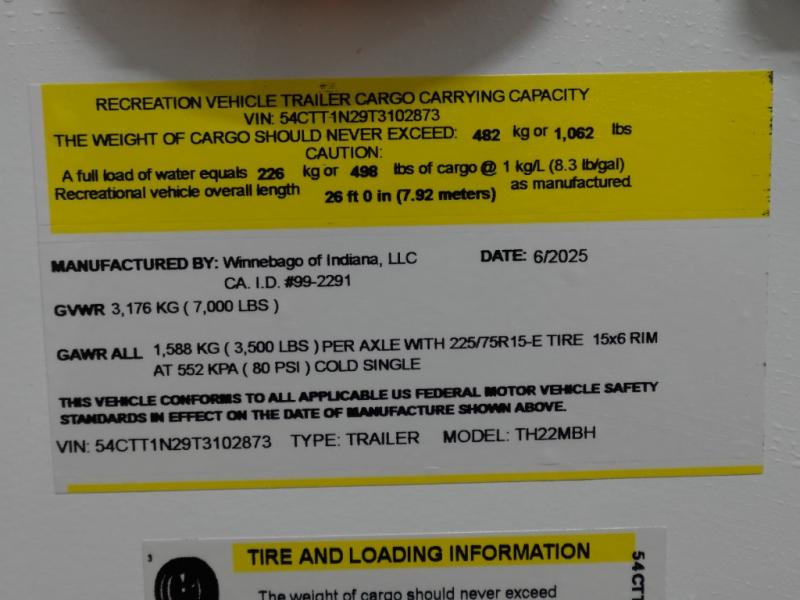 RECREATION VEHICLE TRAILER CARGO CARRYING CAPACITY
VIN: 54CTT1N29T3102873
THE WEIGHT OF CARGO SHOULD NEVER EXCEED: 482 kg or 1,062 lbs
CAUTION:
A full load of water equals 226 kg or 498 lbs of cargo @ 1 kg/L (8.3 lb/gal)
Recreational vehicle overall length 26 ft 0 in (7.92 meters) as manufactured
MANUFACTURED BY: Winnebago of Indiana, LLC DATE: 6/2025
CA. I.D. #99-2291
GVWR 3,176 KG ( 7,000 LBS )
GAWR ALL 1,588 KG ( 3,500 LBS ) PER AXLE WITH 225/75R15-E TIRE 15x6 RIM
AT 552 KPA ( 80 PSI ) COLD SINGLE
THIS VEHICLE CONFORMS TO ALL APPLICABLE US FEDERAL MOTOR VEHICLE SAFETY
STANDARDS IN EFFECT ON THE DATE OF MANUFACTURE SHOWN ABOVE.
VIN: 54CTT1N29T3102873 TYPE: TRAILER MODEL: TH22MBH
3
TIRE AND LOADING INFORMATION
The weight of cargo should never exceed
54CTT